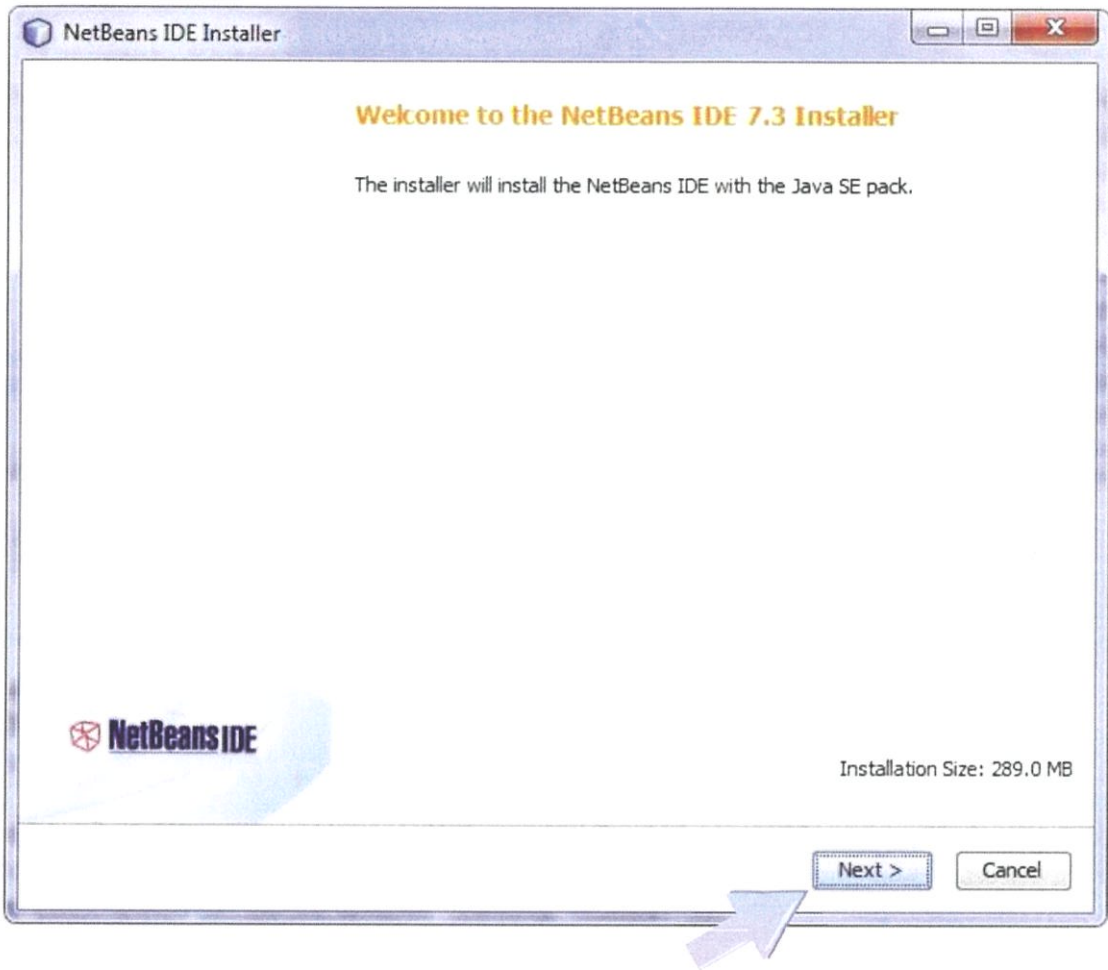 NetBeans IDE Installer
Welcome to the NetBeans IDE 7.3 Installer
The installer will install the NetBeans IDE with the Java SE pack.
NetBeans IDE
Installation Size: 289.0 MB
Next >
Cancel